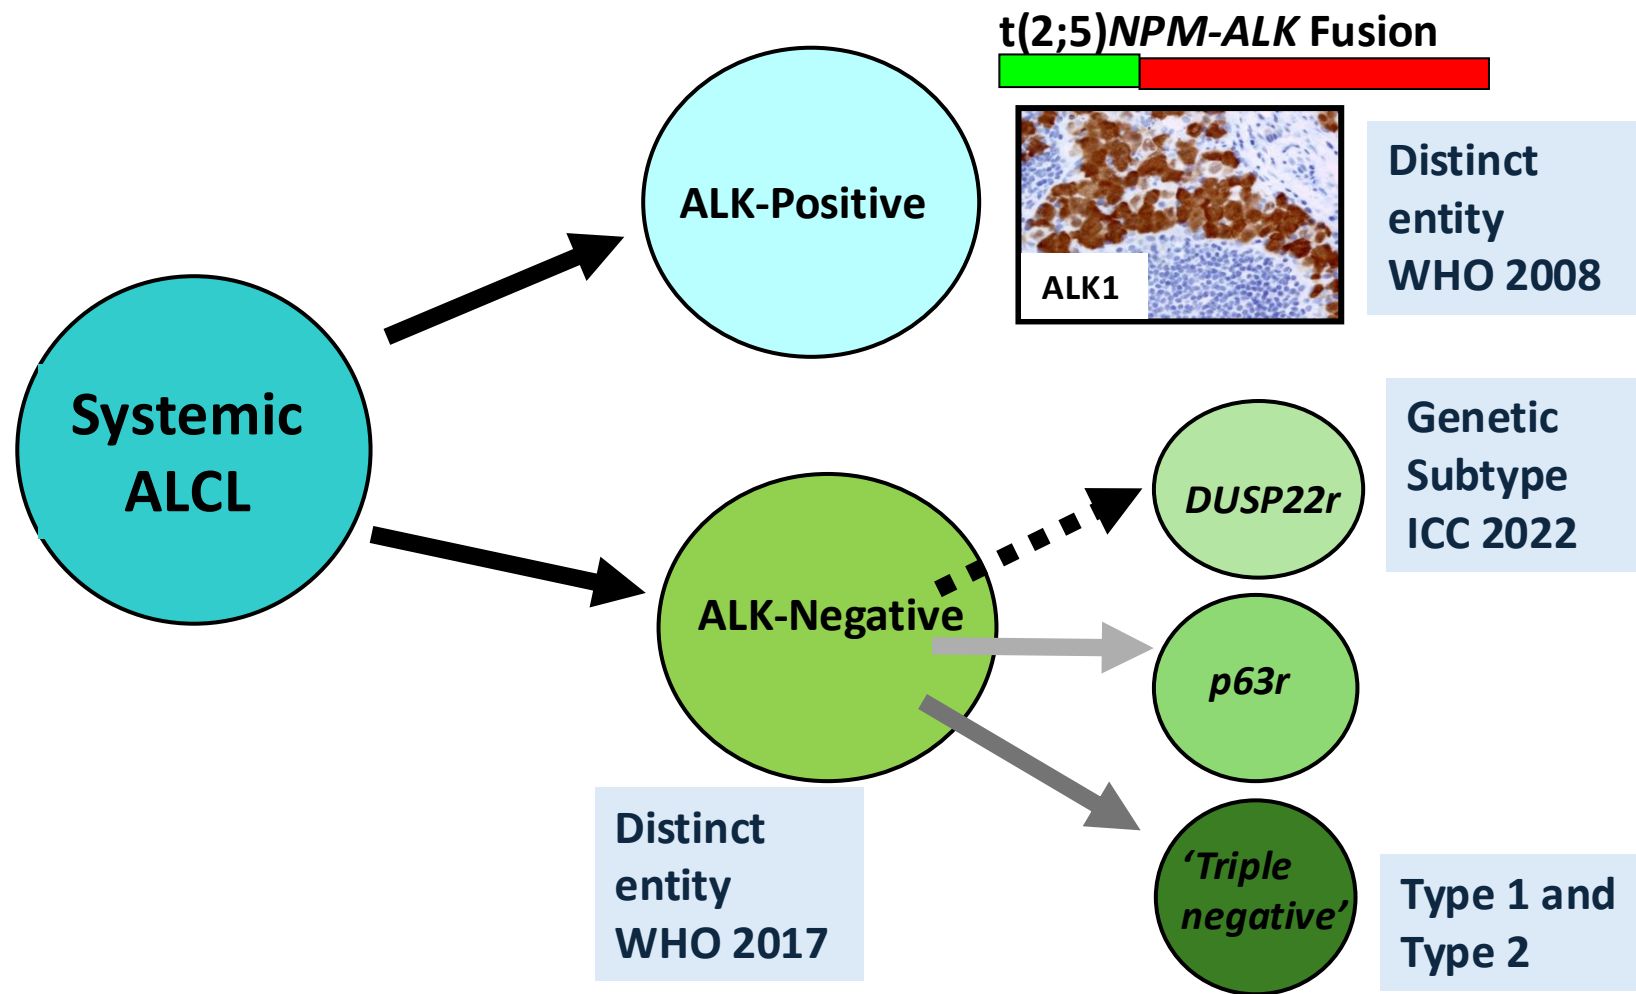 t(2;5)NPM-ALK Fusion
ALK-Positive
ALK1
Distinct
entity
WHO 2008
Systemic
ALCL
ALK-Negative
Distinct
entity
WHO 2017
DUSP22r
Genetic
Subtype
ICC 2022
p63r
‘Triple
negative’
Type 1 and
Type 2